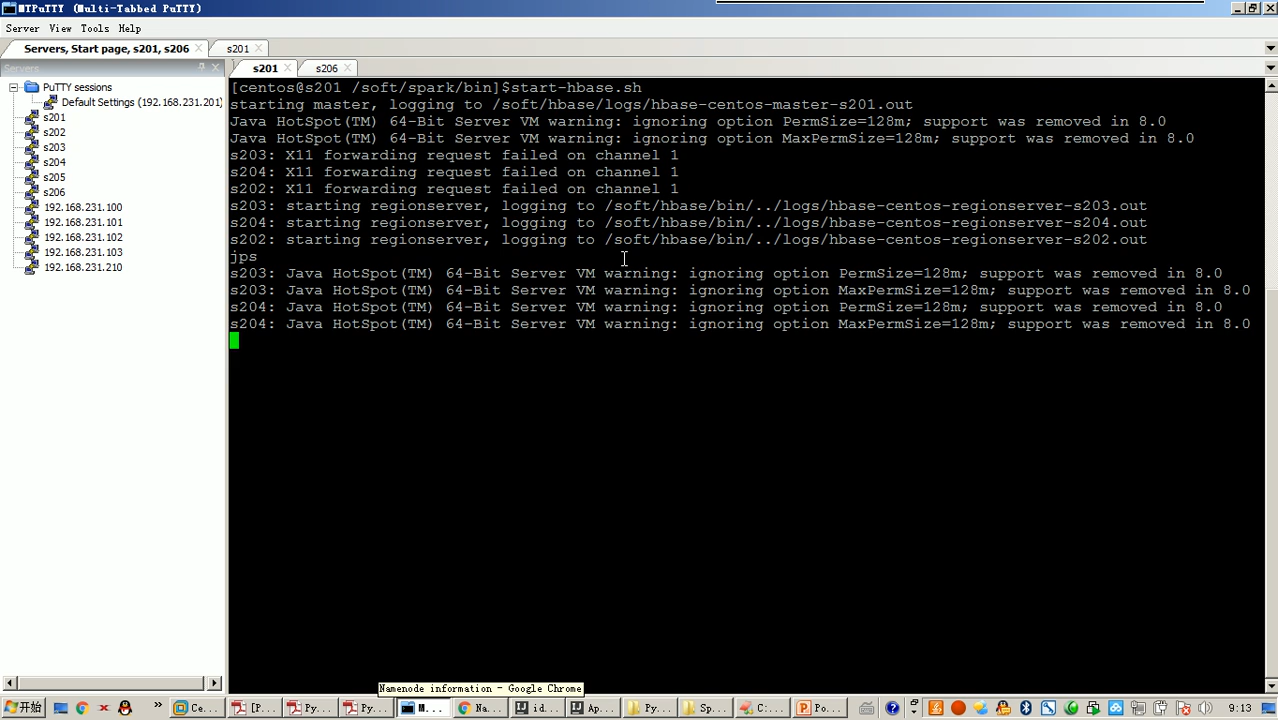 MTPuTTY (Multi-Tabbed PuTTY)
Server View Tools Help
Servers, Start page, s201, s206
s201
Servers
s201
s206
PuTTY sessions
Default Settings (192.168.231.201)
s201
s202
s203
s204
s205
s206
192.168.231.100
192.168.231.101
192.168.231.102
192.168.231.103
192.168.231.210
[centos@s201 /soft/spark/bin]$start-hbase.sh
starting master, logging to /soft/hbase/logs/hbase-centos-master-s201.out
Java HotSpot(TM) 64-Bit Server VM warning: ignoring option PermSize=128m; support was removed in 8.0
Java HotSpot(TM) 64-Bit Server VM warning: ignoring option MaxPermSize=128m; support was removed in 8.0
s203: X11 forwarding request failed on channel 1
s204: X11 forwarding request failed on channel 1
s202: X11 forwarding request failed on channel 1
s203: starting regionserver, logging to /soft/hbase/bin/../logs/hbase-centos-regionserver-s203.out
s204: starting regionserver, logging to /soft/hbase/bin/../logs/hbase-centos-regionserver-s204.out
s202: starting regionserver, logging to /soft/hbase/bin/../logs/hbase-centos-regionserver-s202.out
jps
s203: Java HotSpot(TM) 64-Bit Server VM warning: ignoring option PermSize=128m; support was removed in 8.0
s203: Java HotSpot(TM) 64-Bit Server VM warning: ignoring option MaxPermSize=128m; support was removed in 8.0
s204: Java HotSpot(TM) 64-Bit Server VM warning: ignoring option PermSize=128m; support was removed in 8.0
s204: Java HotSpot(TM) 64-Bit Server VM warning: ignoring option MaxPermSize=128m; support was removed in 8.0
Namenode information - Google Chrome
开始
Ce...
[P...
Py...
Py...
M...
Na...
id...
Ap...
Py...
Sp...
C:...
Po...
9:13